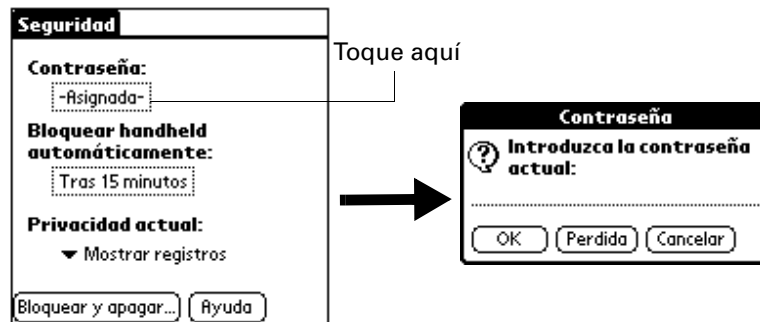 Seguridad
Contraseña:
-Asignada-
Bloquear handheld
automáticamente:
Tras 15 minutos
Privacidad actual:
Mostrar registros
Bloquear y apagar...
Ayuda
Toque aquí
Contraseña
Introduzca la contraseña
actual:
OK
Perdida
Cancelar